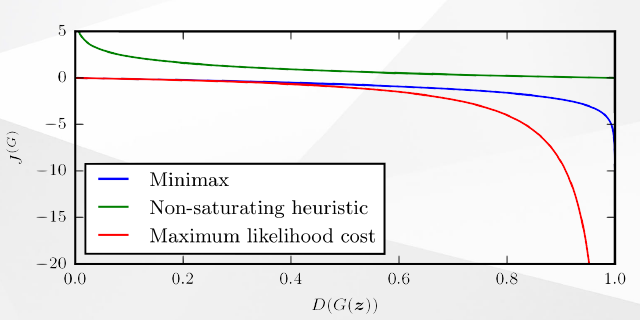 5
0
−5
−10
−15
−20
J^(G)
Minimax
Non-saturating heuristic
Maximum likelihood cost
0.0 0.2 0.4 0.6 0.8 1.0
D(G(z))